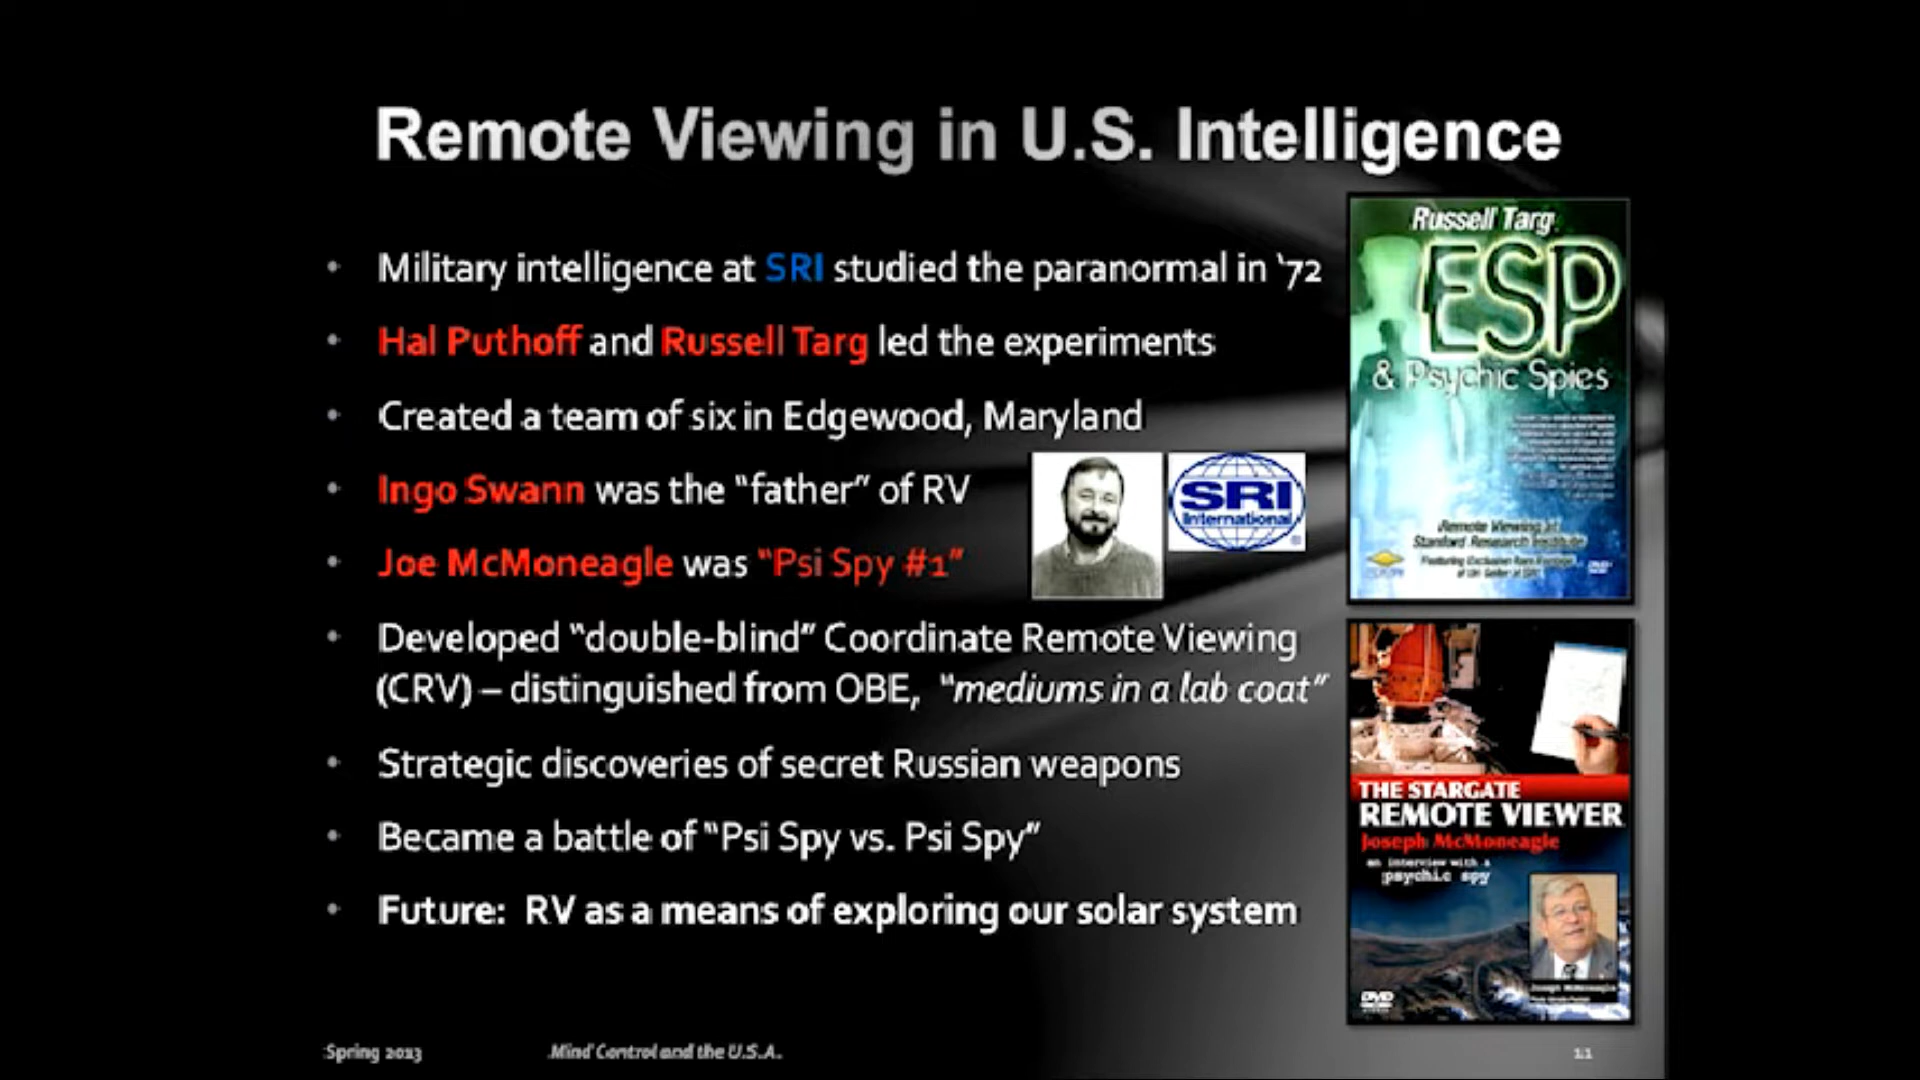 Remote Viewing in U.S. Intelligence
• Military intelligence at SRI studied the paranormal in '72
• Hal Puthoff and Russell Targ led the experiments
• Created a team of six in Edgewood, Maryland
• Ingo Swann was the “father” of RV
• Joe McMoneagle was “Psi Spy #1”
• Developed “double-blind” Coordinate Remote Viewing
(CRV) – distinguished from OBE, “mediums in a lab coat”
• Strategic discoveries of secret Russian weapons
• Became a battle of “Psi Spy vs. Psi Spy”
• Future: RV as a means of exploring our solar system
SRI
International
Russell Targ
ESP
& Psychic Spies
Remote Viewing at
Stanford Research Institute
THE STARGATE
REMOTE VIEWER
Joseph McMoneagle
an interview with a
psychic spy
Joseph McMoneagle
DVD
Spring 2013
Mind Control and the U.S.A.
11